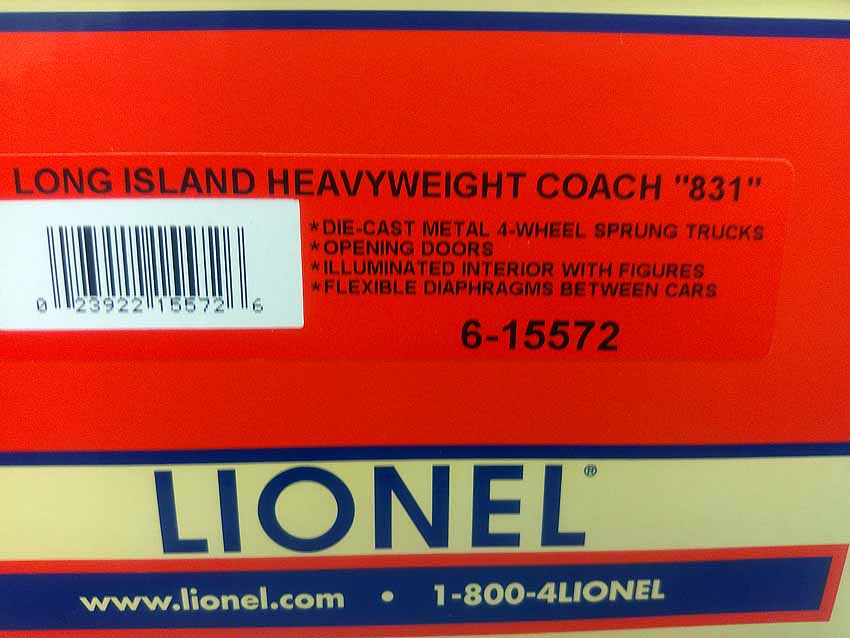 LONG ISLAND HEAVYWEIGHT COACH "831"
*DIE-CAST METAL 4-WHEEL SPRUNG TRUCKS
*OPENING DOORS
*ILLUMINATED INTERIOR WITH FIGURES
*FLEXIBLE DIAPHRAGMS BETWEEN CARS
0 23922 15572 6
6-15572
LIONEL®
www.lionel.com • 1-800-4LIONEL